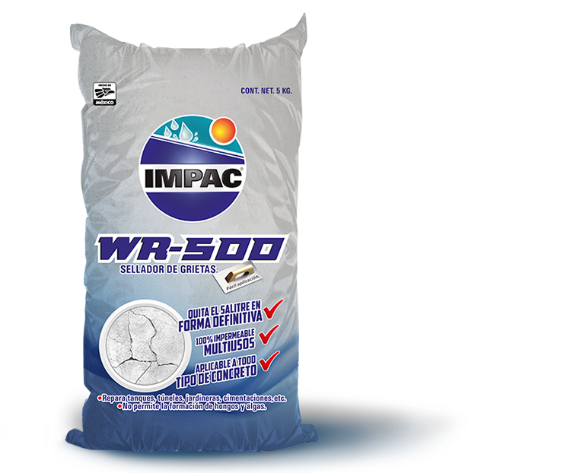 HECHO EN
MÉXICO
CONT. NET. 5 KG.
IMPAC®
WR-500
SELLADOR DE GRIETAS.
Fácil aplicación.
QUITA EL SALITRE EN
FORMA DEFINITIVA
100% IMPERMEABLE
MULTIUSOS
APLICABLE A TODO
TIPO DE CONCRETO
•Repara tanques, túneles, jardineras, cimentaciones, etc.
•No permite la formación de hongos y algas.